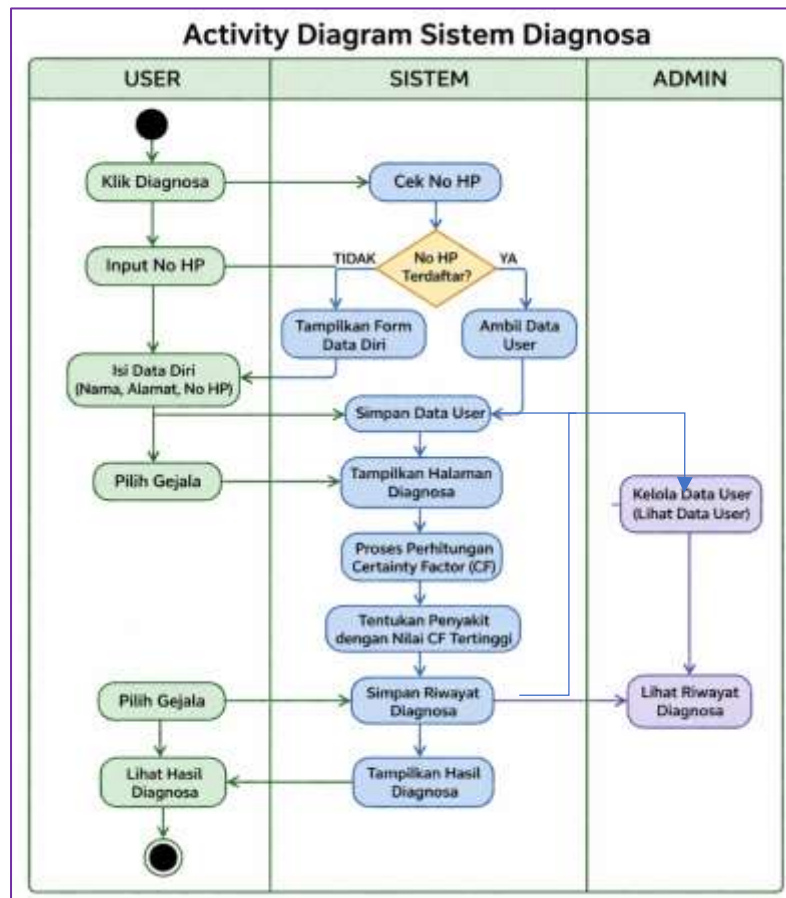 Activity Diagram Sistem Diagnosa
USER
SISTEM
ADMIN
Klik Diagnosa
Cek No HP
Input No HP
TIDAK
No HP
Terdaftar?
YA
Tampilkan Form
Data Diri
Ambil Data
User
Isi Data Diri
(Nama, Alamat, No HP)
Simpan Data User
Pilih Gejala
Tampilkan Halaman
Diagnosa
Kelola Data User
(Lihat Data User)
Proses Perhitungan
Certainty Factor (CF)
Tentukan Penyakit
dengan Nilai CF Tertinggi
Pilih Gejala
Simpan Riwayat
Diagnosa
Lihat Riwayat
Diagnosa
Lihat Hasil
Diagnosa
Tampilkan Hasil
Diagnosa